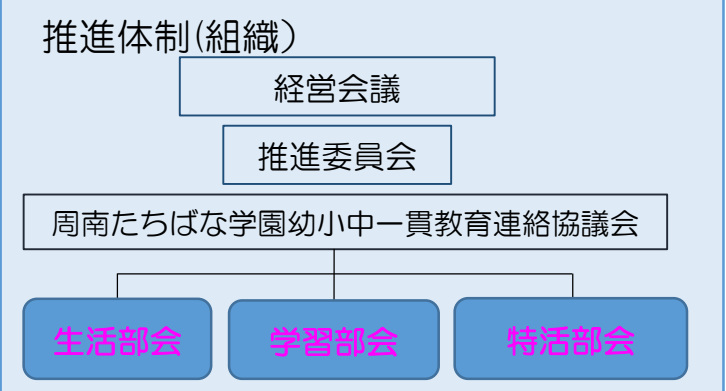 推進体制(組織）
経営会議
推進委員会
周南たちばな学園幼小中一貫教育連絡協議会
生活部会 学習部会 特活部会